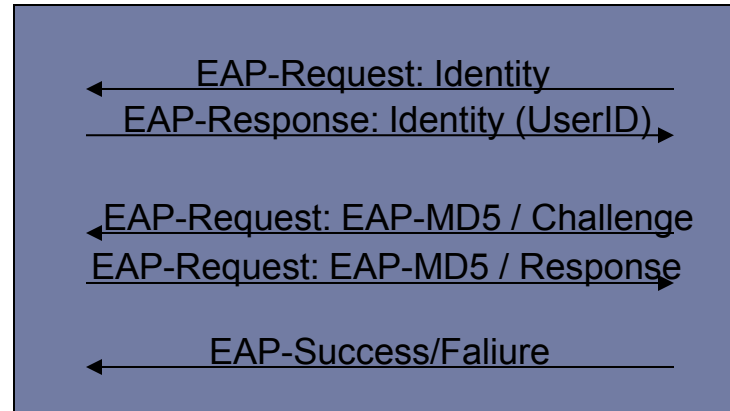 EAP-Request: Identity
EAP-Response: Identity (UserID)
EAP-Request: EAP-MD5 / Challenge
EAP-Request: EAP-MD5 / Response
EAP-Success/Faliure